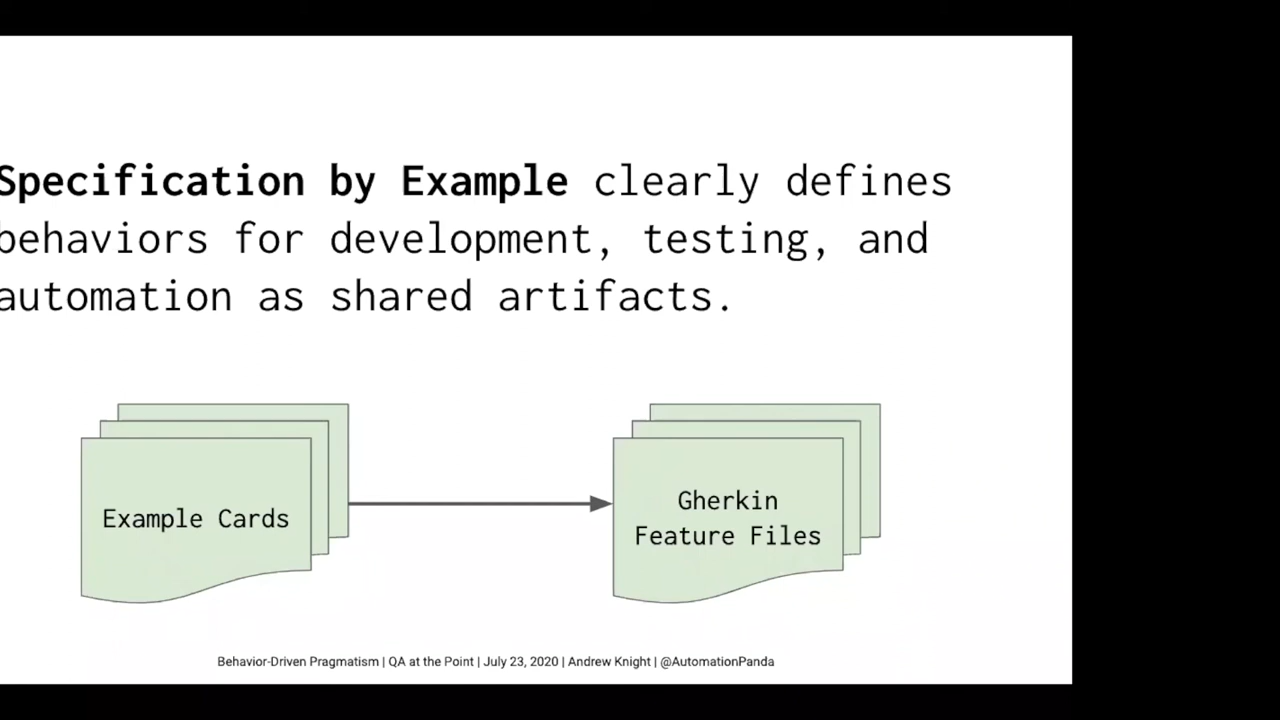 Specification by Example clearly defines
behaviors for development, testing, and
automation as shared artifacts.
Example Cards
Gherkin
Feature Files
Behavior-Driven Pragmatism | QA at the Point | July 23, 2020 | Andrew Knight | @AutomationPanda